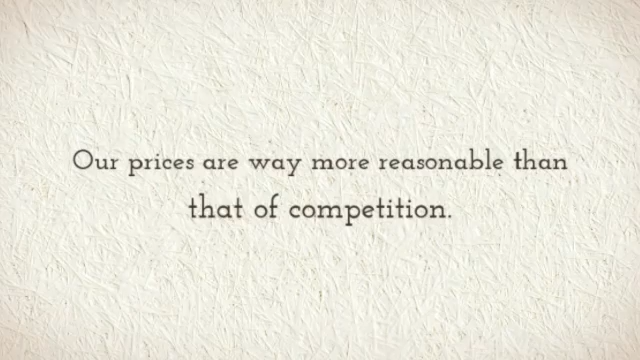 Our prices are way more reasonable than
that of competition.